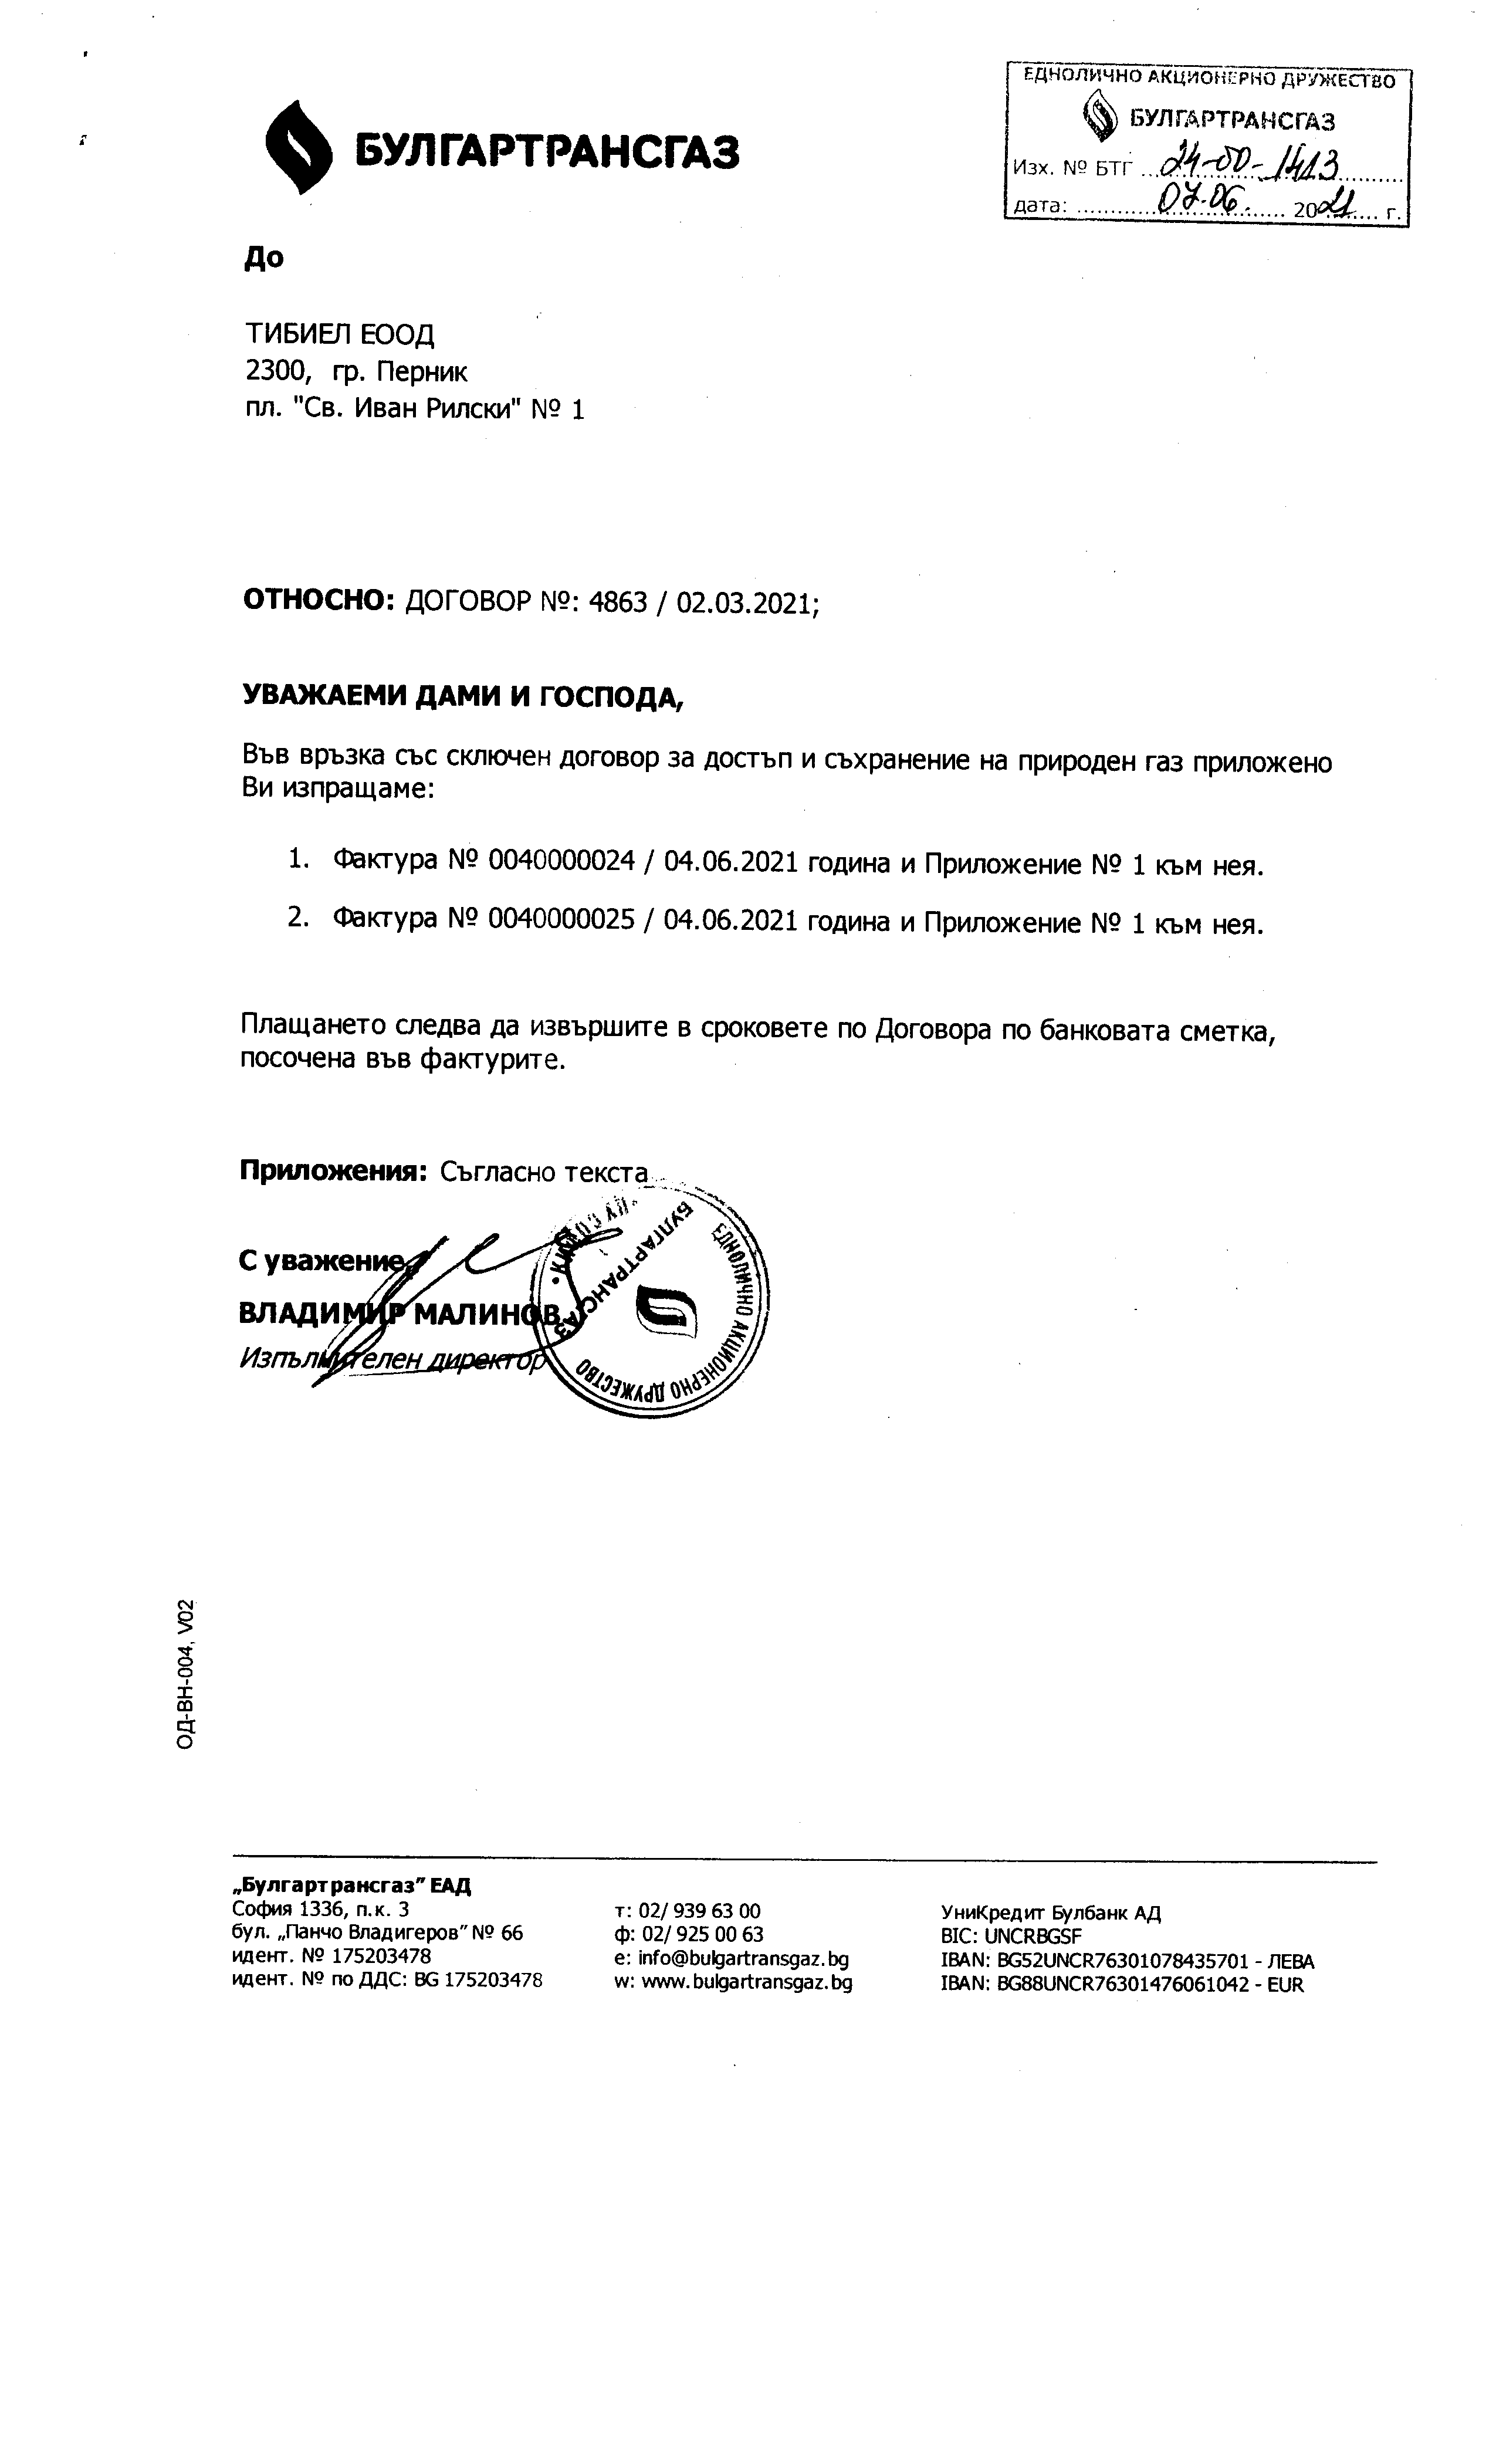 БУЛГАРТРАНСГАЗ
ЕДНОЛИЧНО АКЦИОНЕРНО ДРУЖЕСТВО
БУЛГАРТРАНСГАЗ
Изх. № БТГ ... 24-00-1413 ...
дата: ... 07.06. ... 2021 ... г.
До
ТИБИЕЛ ЕООД
2300, гр. Перник
пл. "Св. Иван Рилски" № 1
ОТНОСНО: ДОГОВОР №: 4863 / 02.03.2021;
УВАЖАЕМИ ДАМИ И ГОСПОДА,
Във връзка със сключен договор за достъп и съхранение на природен газ приложено
Ви изпращаме:
1. Фактура № 0040000024 / 04.06.2021 година и Приложение № 1 към нея.
2. Фактура № 0040000025 / 04.06.2021 година и Приложение № 1 към нея.
Плащането следва да извършите в сроковете по Договора по банковата сметка,
посочена във фактурите.
Приложения: Съгласно текста
С уважение,
ВЛАДИМИР МАЛИНОВ
Изпълнителен директор
ЕДНОЛИЧНО АКЦИОНЕРНО ДРУЖЕСТВО
БУЛГАРТРАНСГАЗ
ОД-ВН-004, V02
„Булгартрансгаз” ЕАД
София 1336, п.к. 3
бул. „Панчо Владигеров” № 66
идент. № 175203478
идент. № по ДДС: BG 175203478
т: 02/ 939 63 00
ф: 02/ 925 00 63
e: info@bulgartransgaz.bg
w: www.bulgartransgaz.bg
УниКредит Булбанк АД
BIC: UNCRBGSF
IBAN: BG52UNCR76301078435701 - ЛЕВА
IBAN: BG88UNCR76301476061042 - EUR